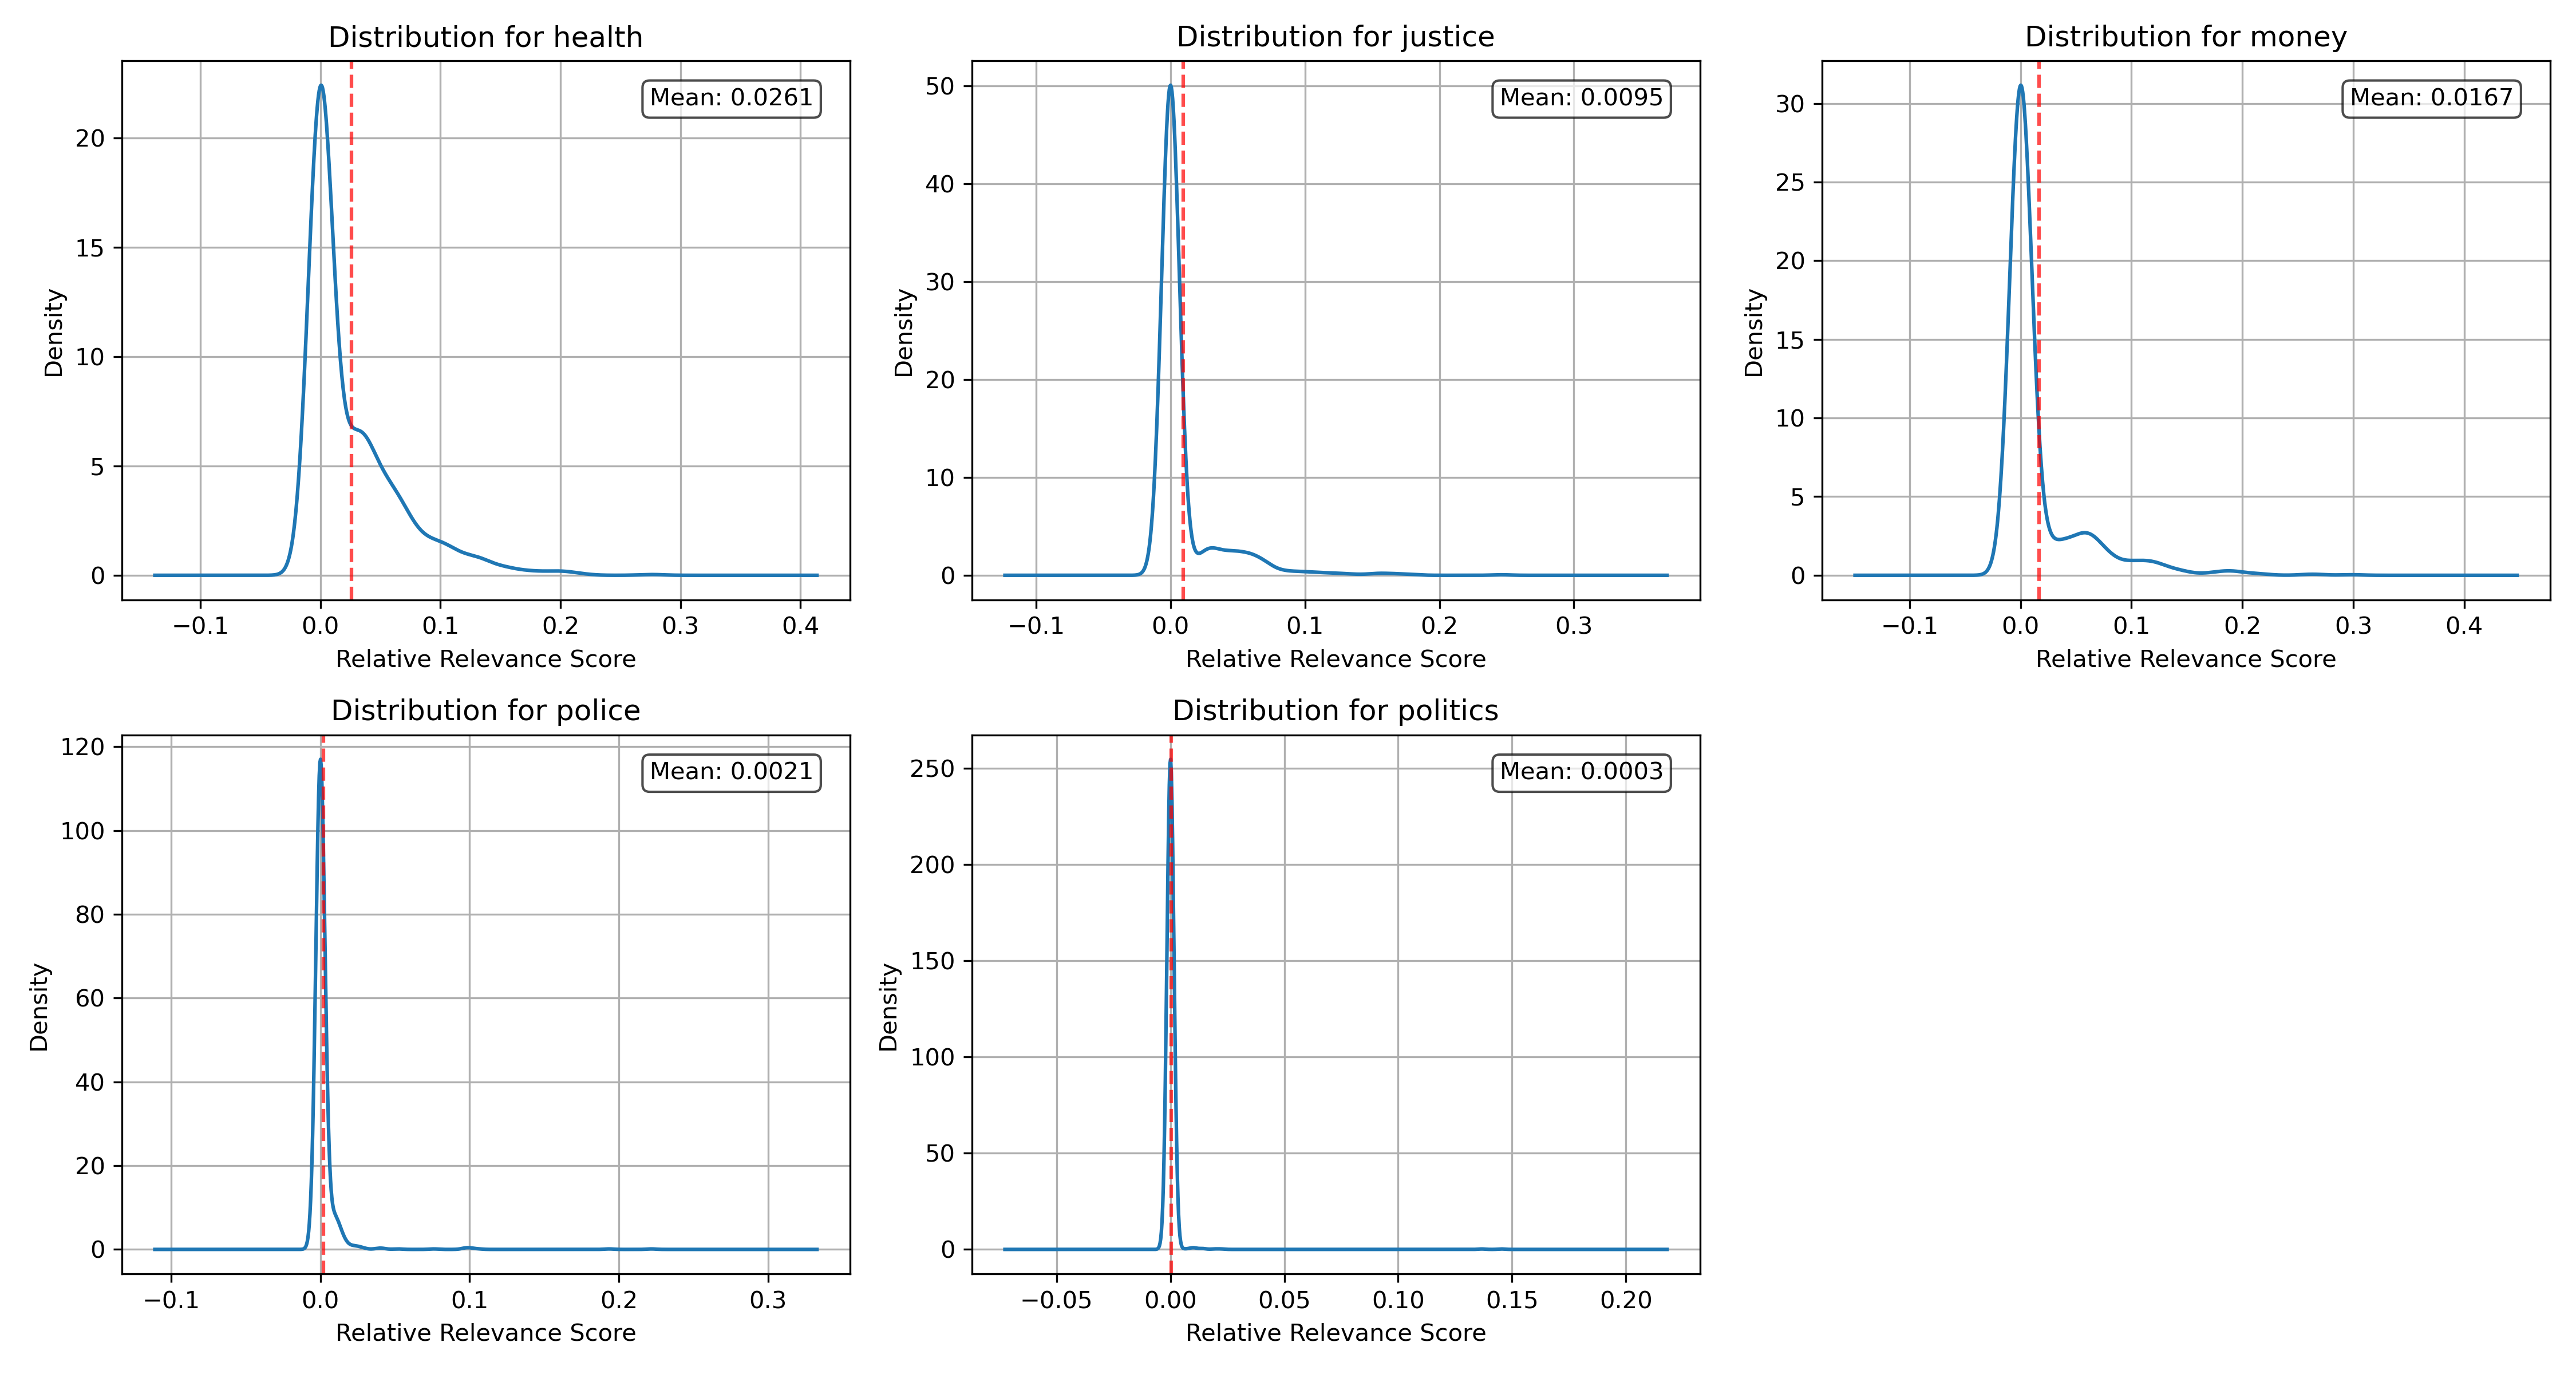 Distribution for health
Mean: 0.0261
Density
20
15
10
5
0
−0.1 0.0 0.1 0.2 0.3 0.4
Relative Relevance Score
Distribution for justice
Mean: 0.0095
Density
50
40
30
20
10
0
−0.1 0.0 0.1 0.2 0.3
Relative Relevance Score
Distribution for money
Mean: 0.0167
Density
30
25
20
15
10
5
0
−0.1 0.0 0.1 0.2 0.3 0.4
Relative Relevance Score
Distribution for police
Mean: 0.0021
Density
120
100
80
60
40
20
0
−0.1 0.0 0.1 0.2 0.3
Relative Relevance Score
Distribution for politics
Mean: 0.0003
Density
250
200
150
100
50
0
−0.05 0.00 0.05 0.10 0.15 0.20
Relative Relevance Score